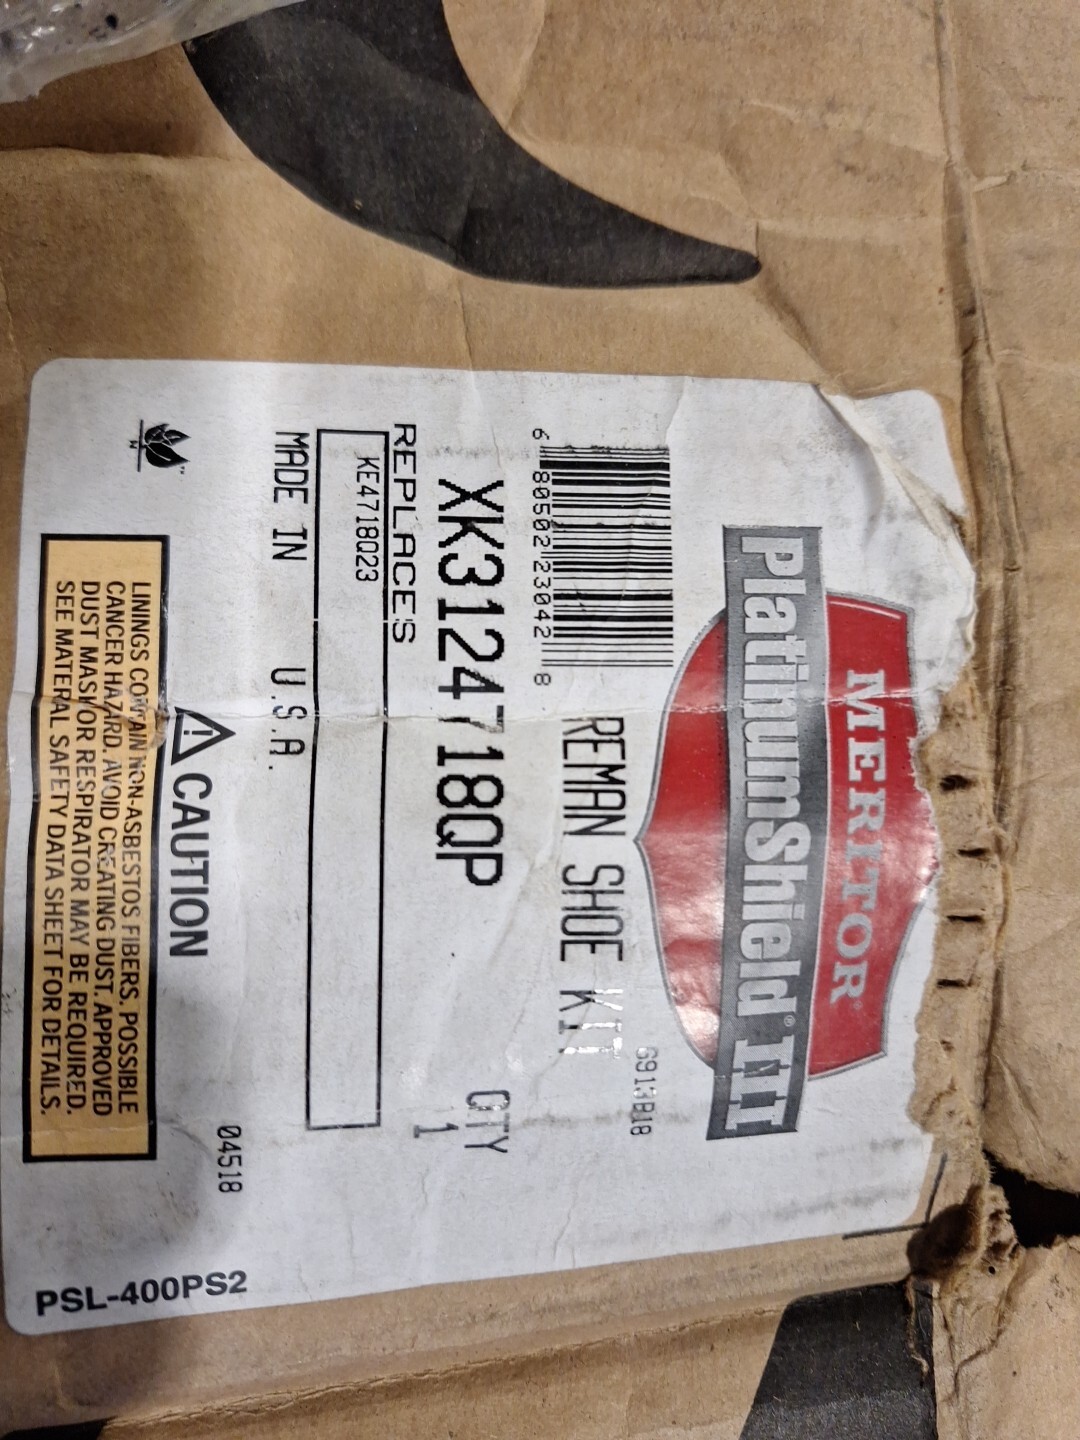 MERITOR®
PlatinumShield® III
G913B18
REMAN SHOE KIT
6 80502 23042 8
XK3124718QP
QTY
1
REPLACES
KE4718Q23
MADE IN U.S.A.
04518
N
™
CAUTION
LININGS CONTAIN NON-ASBESTOS FIBERS. POSSIBLE
CANCER HAZARD. AVOID CREATING DUST. APPROVED
DUST MASK OR RESPIRATOR MAY BE REQUIRED.
SEE MATERIAL SAFETY DATA SHEET FOR DETAILS.
PSL-400PS2